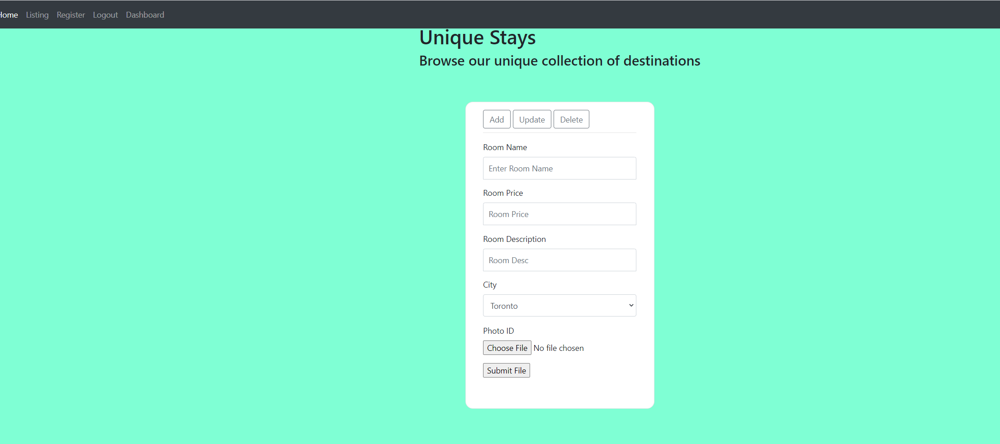 Home Listing Register Logout Dashboard
Unique Stays
Browse our unique collection of destinations
Add Update Delete
Room Name
Enter Room Name
Room Price
Room Price
Room Description
Room Desc
City
Toronto
Photo ID
Choose File No file chosen
Submit File